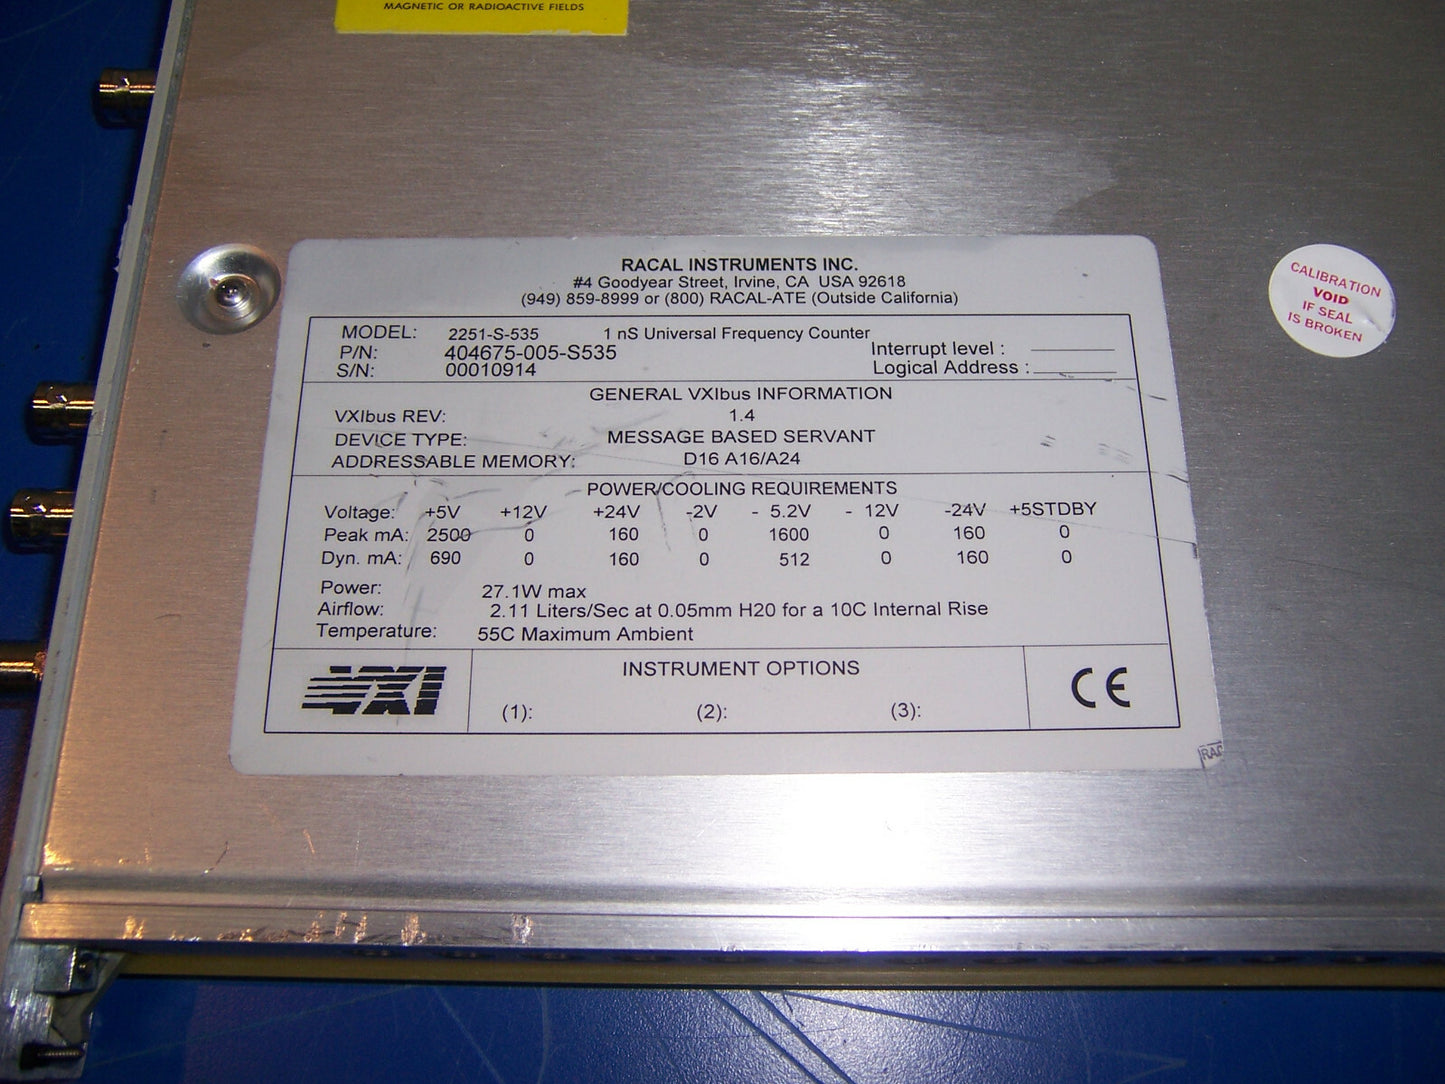 MAGNETIC OR RADIOACTIVE FIELDS
RACAL INSTRUMENTS INC.
#4 Goodyear Street, Irvine, CA USA 92618
(949) 859-8999 or (800) RACAL-ATE (Outside California)
MODEL: 2251-S-535 1 nS Universal Frequency Counter
P/N: 404675-005-S535 Interrupt level :
S/N: 00010914 Logical Address :
GENERAL VXIbus INFORMATION
VXIbus REV: 1.4
DEVICE TYPE: MESSAGE BASED SERVANT
ADDRESSABLE MEMORY: D16 A16/A24
POWER/COOLING REQUIREMENTS
Voltage: +5V +12V +24V -2V - 5.2V - 12V -24V +5STDBY
Peak mA: 2500 0 160 0 1600 0 160 0
Dyn. mA: 690 0 160 0 512 0 160 0
Power: 27.1W max
Airflow: 2.11 Liters/Sec at 0.05mm H20 for a 10C Internal Rise
Temperature: 55C Maximum Ambient
VXI
INSTRUMENT OPTIONS
(1): (2): (3):
CE
RAC
CALIBRATION
VOID
IF SEAL
IS BROKEN